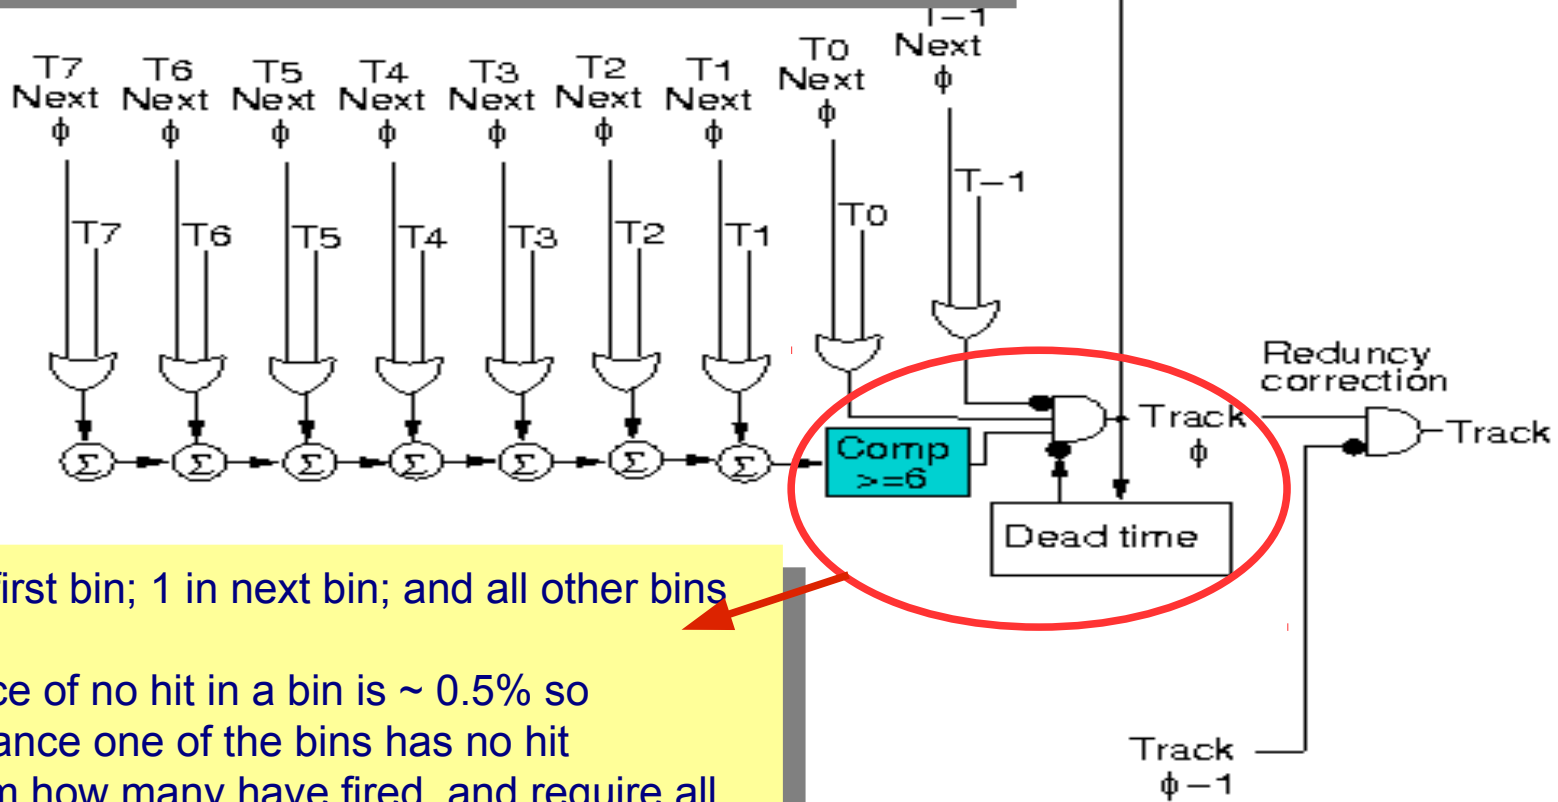 T-1
Next
φ
T0
Next
φ
T7
Next
φ
T6
Next
φ
T5
Next
φ
T4
Next
φ
T3
Next
φ
T2
Next
φ
T1
Next
φ
T7
T6
T5
T4
T3
T2
T1
T0
T-1
Σ
Σ
Σ
Σ
Σ
Σ
Σ
Comp
>=6
Track
φ
Dead time
Reduncy
correction
Track
Track
φ-1
first bin; 1 in next bin; and all other bins
ce of no hit in a bin is ~ 0.5% so
ance one of the bins has no hit
m how many have fired, and require all